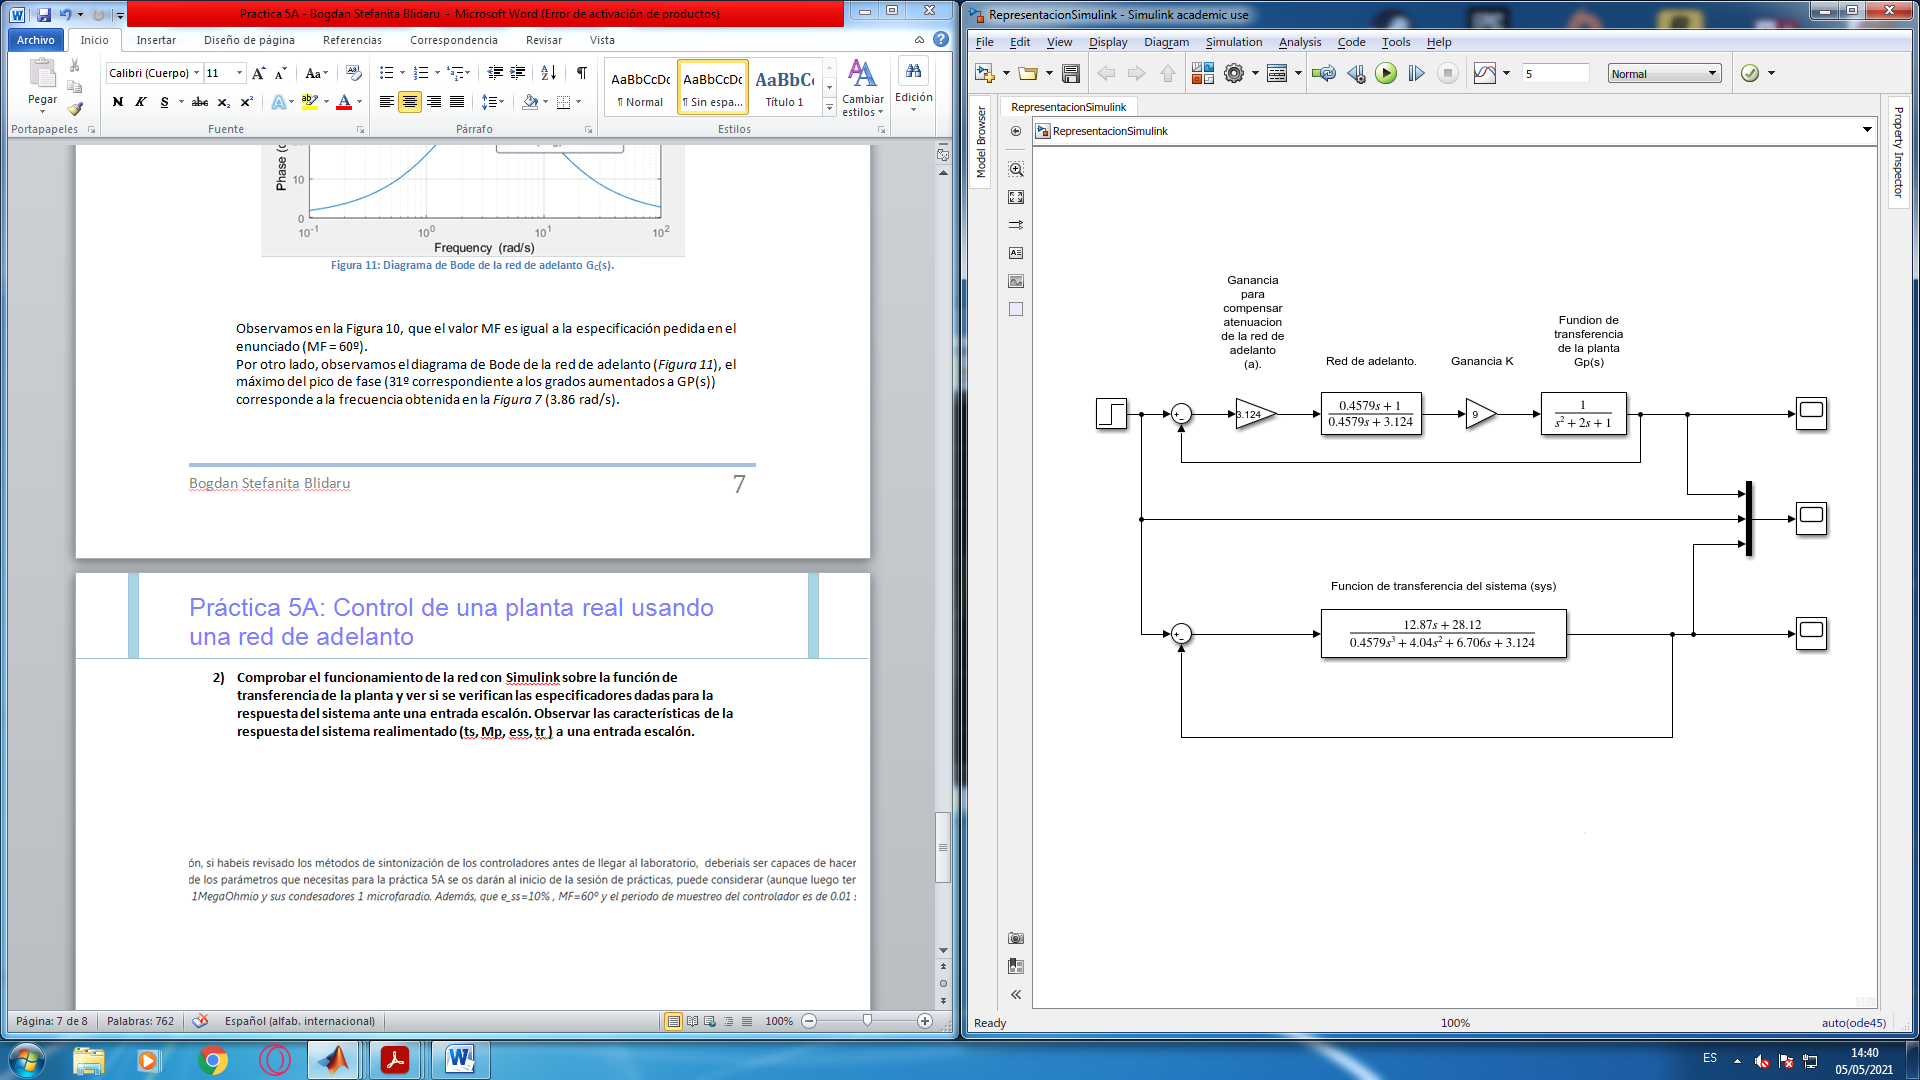 Practica 5A - Bogdan Stefanita Blidaru - Microsoft Word (Error de activación de productos)
Archivo
Inicio
Insertar
Diseño de página
Referencias
Correspondencia
Revisar
Vista
Pegar
Calibri (Cuerpo)
11
N K S abc x₂ x²
AaBbCcDc
¶ Normal
AaBbCcDc
¶ Sin espa...
AaBbC
Título 1
Cambiar
estilos
Edición
Portapapeles
Fuente
Párrafo
Estilos
Phase
10
0
10⁻¹
10⁰
10¹
10²
Frequency (rad/s)
Figura 11: Diagrama de Bode de la red de adelanto Gc(s).
Observamos en la Figura 10, que el valor MF es igual a la especificación pedida en el
enunciado (MF = 60º).
Por otro lado, observamos el diagrama de Bode de la red de adelanto (Figura 11), el
máximo del pico de fase (31º correspondiente a los grados aumentados a GP(s))
corresponde a la frecuencia obtenida en la Figura 7 (3.86 rad/s).
Bogdan Stefanita Blidaru
7
Práctica 5A: Control de una planta real usando
una red de adelanto
2) Comprobar el funcionamiento de la red con Simulink sobre la función de
transferencia de la planta y ver si se verifican las especificadores dadas para la
respuesta del sistema ante una entrada escalón. Observar las características de la
respuesta del sistema realimentado (ts, Mp, ess, tr ) a una entrada escalón.
ón, si habeis revisado los métodos de sintonización de los controladores antes de llegar al laboratorio, deberiais ser capaces de hacer
de los parámetros que necesitas para la práctica 5A se os darán al inicio de la sesión de prácticas, puede considerar (aunque luego ter
1MegaOhmio y sus condesadores 1 microfaradio. Además, que e_ss=10% , MF=60º y el periodo de muestreo del controlador es de 0.01 s
Página: 7 de 8
Palabras: 762
Español (alfab. internacional)
100%
RepresentacionSimulink - Simulink academic use
File Edit View Display Diagram Simulation Analysis Code Tools Help
5
Normal
Model Browser
RepresentacionSimulink
RepresentacionSimulink
Property Inspector
Ganancia
para
compensar
atenuacion
de la red de
adelanto
(a).
Red de adelanto.
Ganancia K
Fundion de
transferencia
de la planta
Gp(s)
3.124
0.4579s + 1
0.4579s + 3.124
9
1
s² + 2s + 1
Funcion de transferencia del sistema (sys)
12.87s + 28.12
0.4579s³ + 4.04s² + 6.706s + 3.124
Ready
100%
auto(ode45)
ES
14:40
05/05/2021